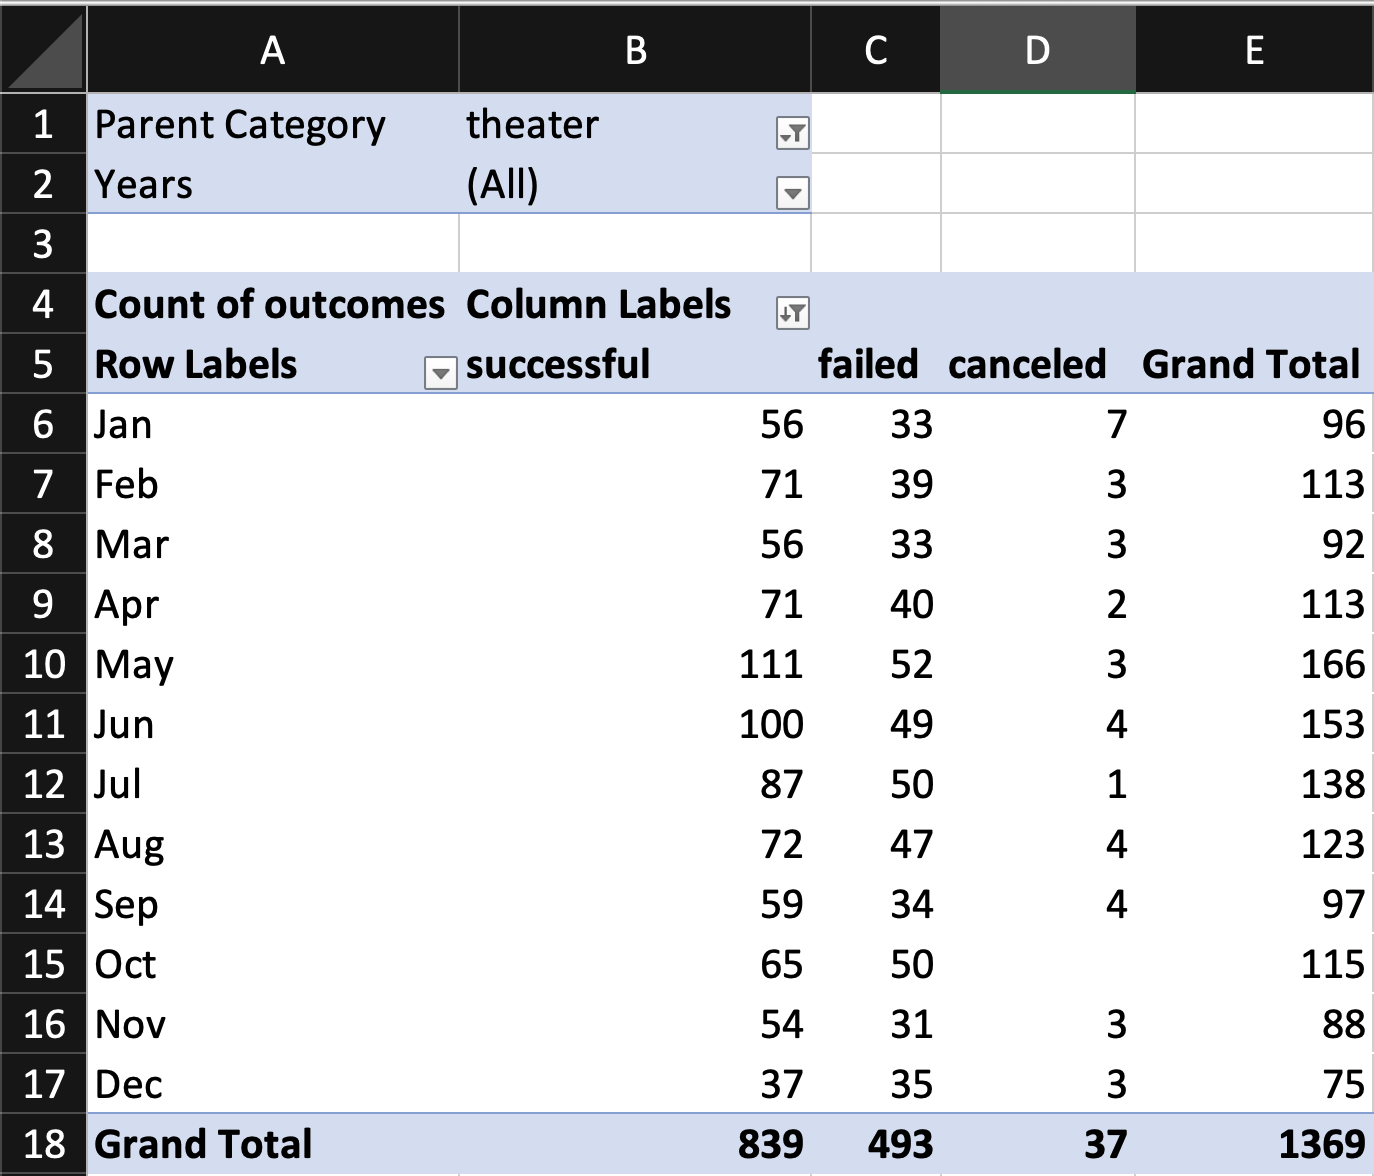 A B C D E
1 Parent Category theater
2 Years (All)
3
4 Count of outcomes Column Labels
5 Row Labels successful failed canceled Grand Total
6 Jan 56 33 7 96
7 Feb 71 39 3 113
8 Mar 56 33 3 92
9 Apr 71 40 2 113
10 May 111 52 3 166
11 Jun 100 49 4 153
12 Jul 87 50 1 138
13 Aug 72 47 4 123
14 Sep 59 34 4 97
15 Oct 65 50 115
16 Nov 54 31 3 88
17 Dec 37 35 3 75
18 Grand Total 839 493 37 1369